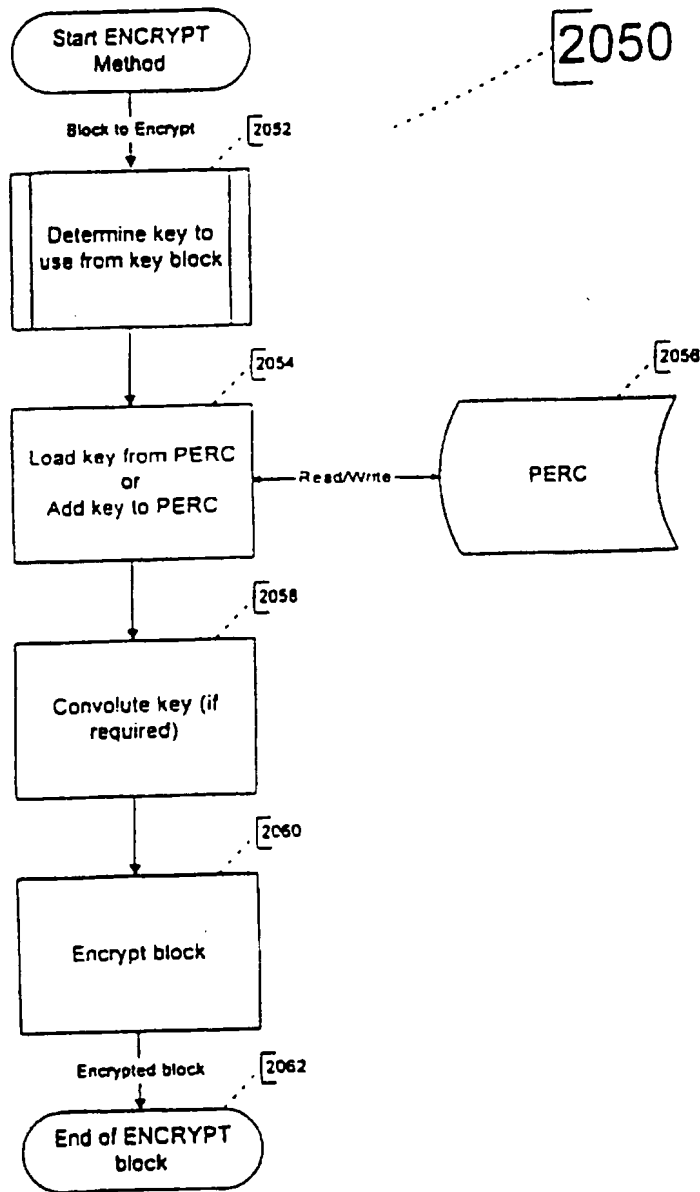 Start ENCRYPT
Method
2050
Block to Encrypt
2052
Determine key to
use from key block
2054
Load key from PERC
or
Add key to PERC
Read/Write
2056
PERC
2058
Convolute key (if
required)
2060
Encrypt block
Encrypted block
2062
End of ENCRYPT
block